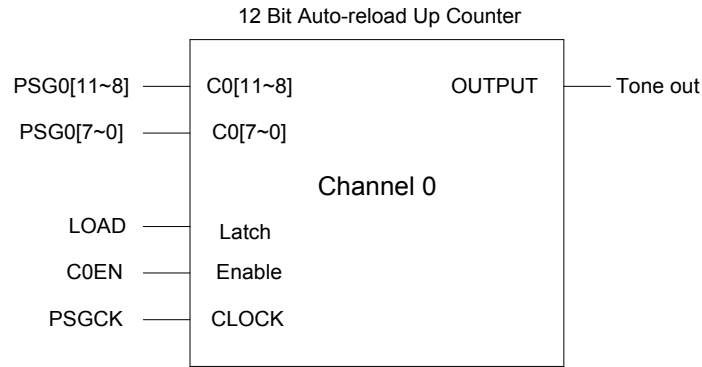 12 Bit Auto-reload Up Counter
PSG0[11~8] C0[11~8] OUTPUT Tone out
PSG0[7~0] C0[7~0]
Channel 0
LOAD Latch
C0EN Enable
PSGCK CLOCK